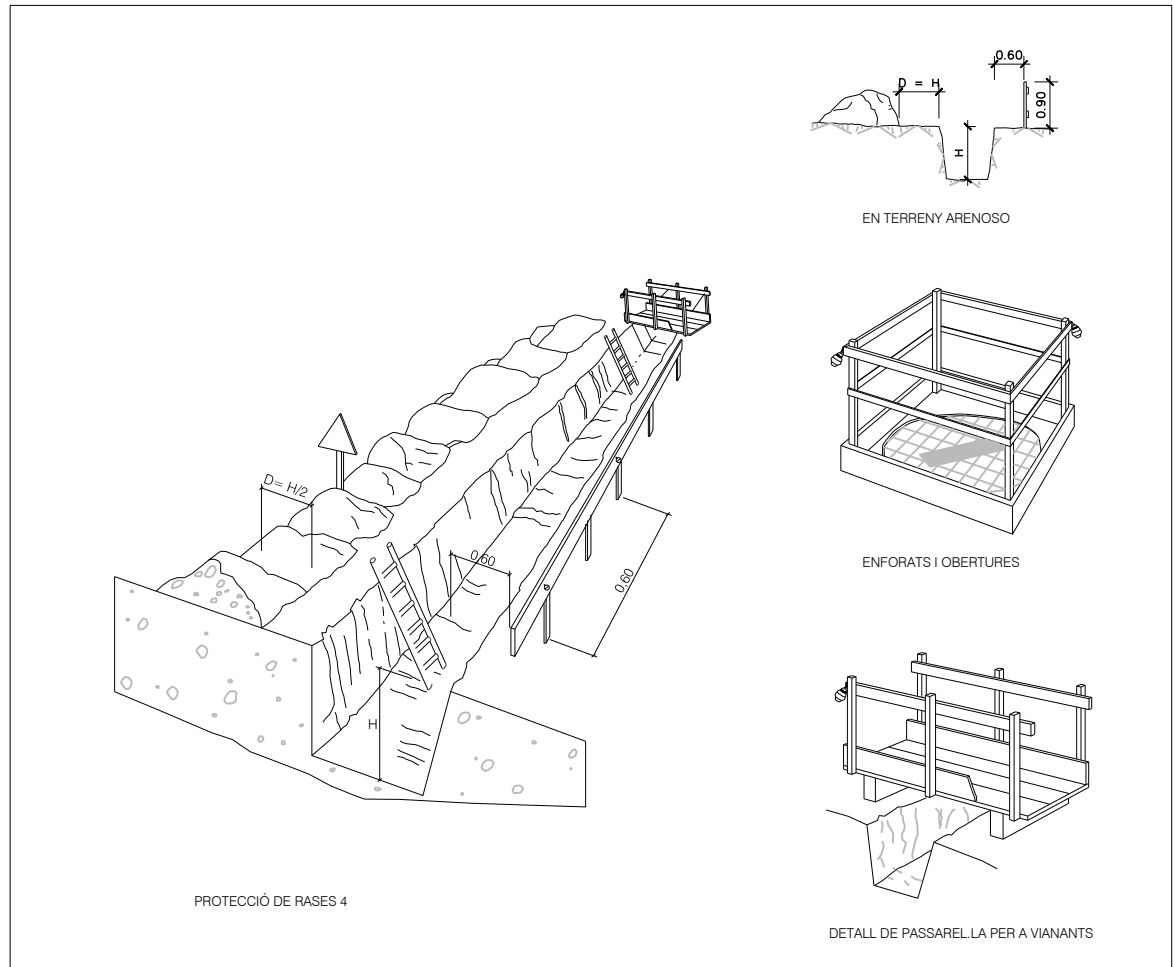 0.60
D = H
0.90
H
EN TERRENY ARENOSO
D= H/2
0,60
0,60
H
ENFORATS I OBERTURES
PROTECCIÓ DE RASES 4
DETALL DE PASSAREL.LA PER A VIANANTS